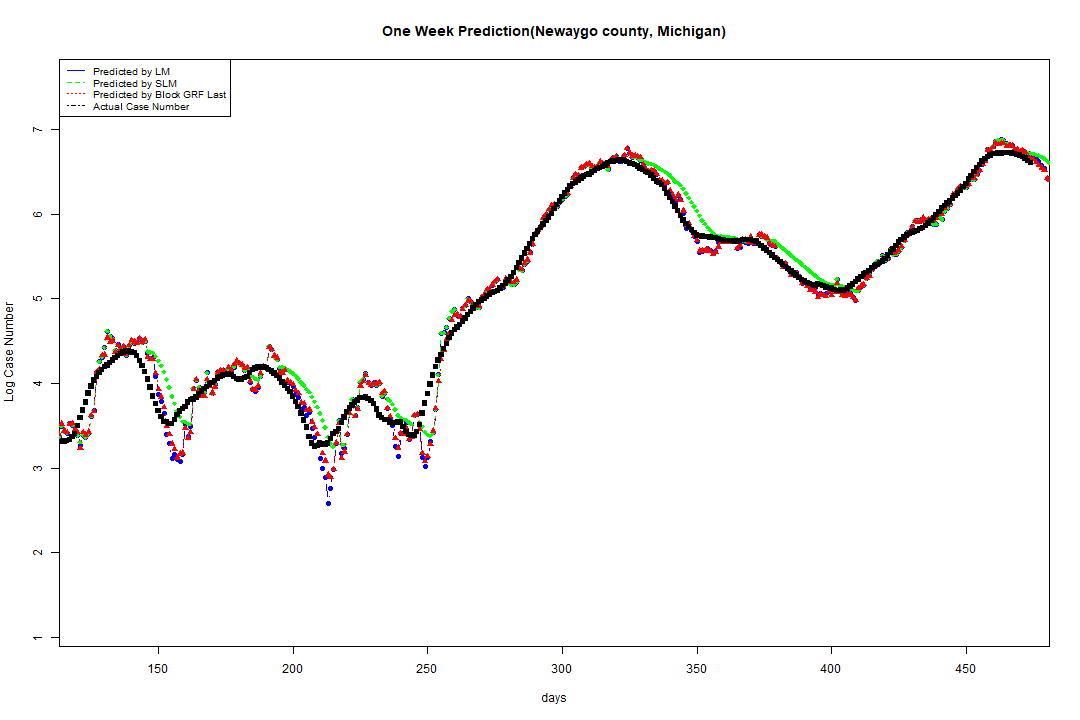 One Week Prediction(Newaygo county, Michigan)
Predicted by LM
Predicted by SLM
Predicted by Block GRF Last
Actual Case Number
7
6
5
4
3
2
1
Log Case Number
150 200 250 300 350 400 450
days